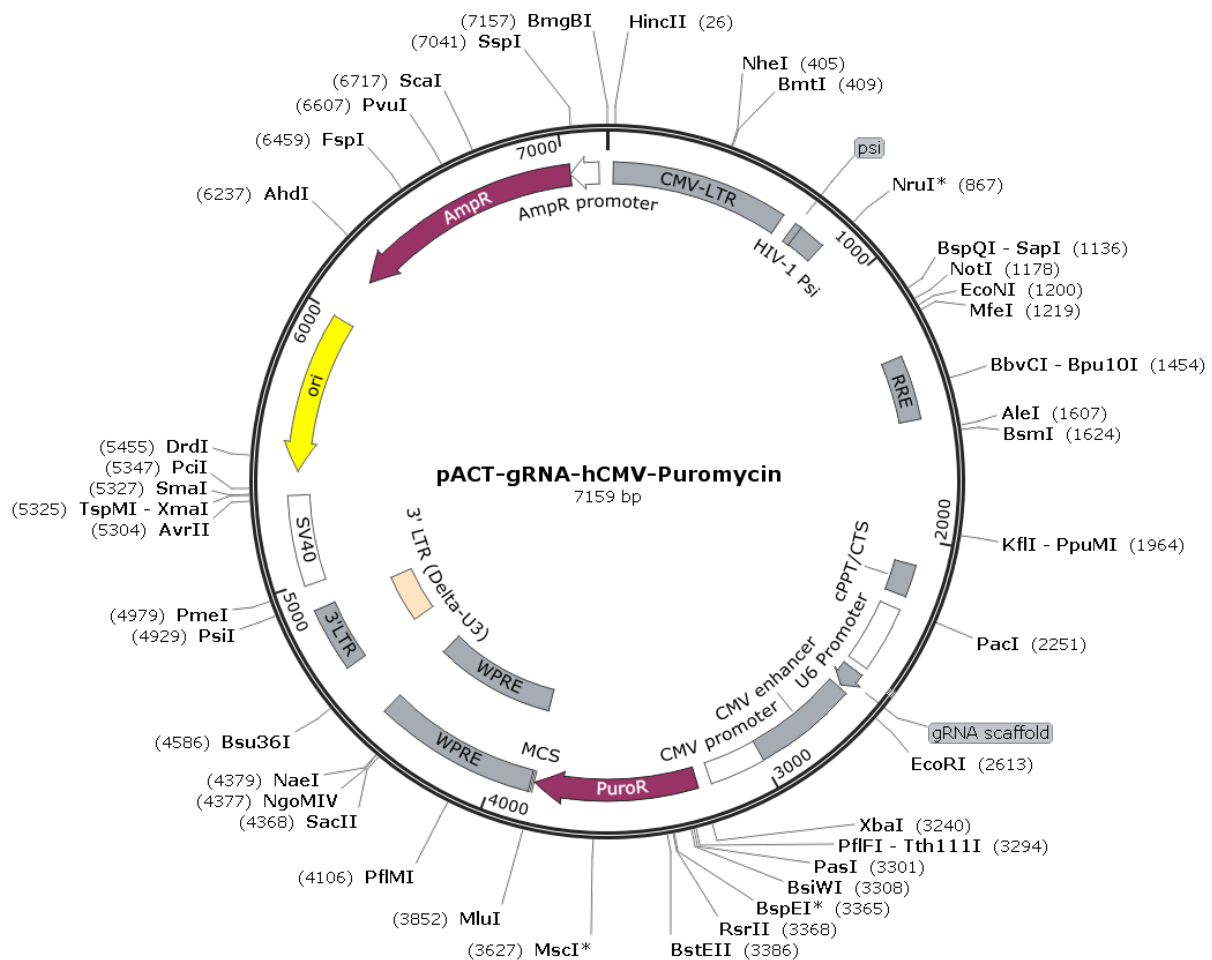 (7157) BmgBI
HincII (26)
(7041) SspI
NheI (405)
BmtI (409)
(6717) ScaI
(6607) PvuI
(6459) FspI
psi
7000
CMV-LTR
NruI* (867)
(6237) AhdI
AmpR
AmpR promoter
HIV-1 Psi
1000
BspQI - SapI (1136)
NotI (1178)
EcoNI (1200)
MfeI (1219)
6000
BbvCI - Bpu10I (1454)
RRE
ori
AleI (1607)
BsmI (1624)
(5455) DrdI
(5347) PciI
(5327) SmaI
(5325) TspMI - XmaI
(5304) AvrII
pACT-gRNA-hCMV-Puromycin
7159 bp
2000
KflI - PpuMI (1964)
SV40
3' LTR (Delta-U3)
cPPT/CTS
5000
(4979) PmeI
(4929) PsiI
3'LTR
PacI (2251)
U6 Promoter
CMV enhancer
WPRE
CMV promoter
gRNA scaffold
EcoRI (2613)
(4586) Bsu36I
WPRE
MCS
3000
(4379) NaeI
(4377) NgoMIV
(4368) SacII
PuroR
4000
XbaI (3240)
PflFI - Tth111I (3294)
PasI (3301)
BsiWI (3308)
BspEI* (3365)
RsrII (3368)
BstEII (3386)
(4106) PflMI
(3852) MluI
(3627) MscI*